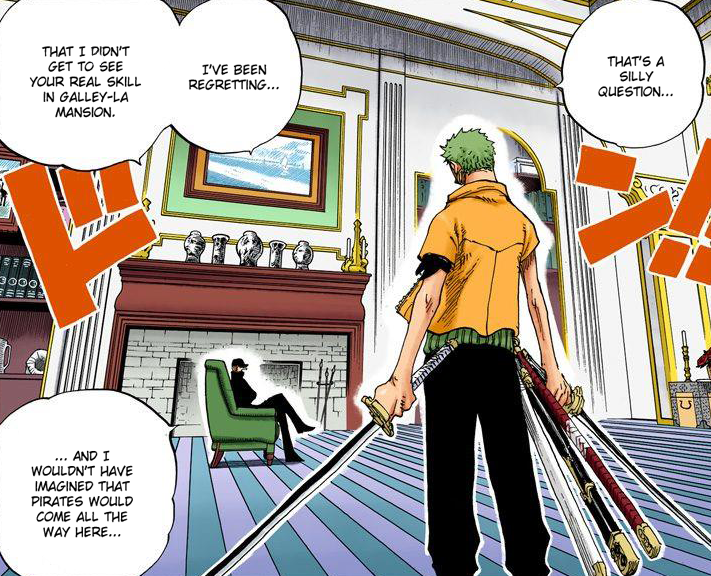 THAT'S A
SILLY
QUESTION...
I'VE BEEN
REGRETTING...
THAT I DIDN'T
GET TO SEE
YOUR REAL SKILL
IN GALLEY-LA
MANSION.
ドン!!
... AND I
WOULDN'T HAVE
IMAGINED THAT
PIRATES WOULD
COME ALL THE
WAY HERE...